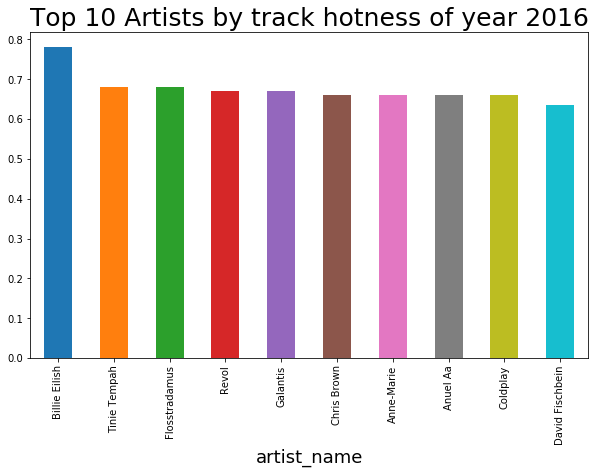 Top 10 Artists by track hotness of year 2016
0.8
0.7
0.6
0.5
0.4
0.3
0.2
0.1
0.0
Billie Eilish
Tinie Tempah
Flosstradamus
Revol
Galantis
Chris Brown
Anne-Marie
Anuel Aa
Coldplay
David Fischbein
artist_name